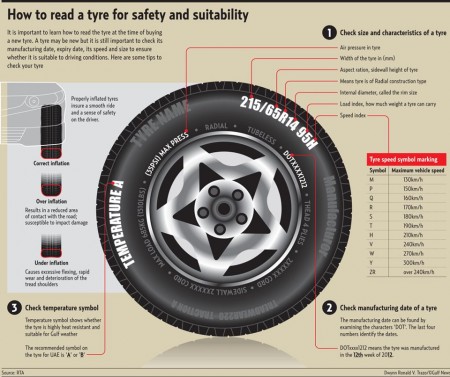 How to read a tyre for safety and suitability
It is important to learn how to read the tyre at the time of buying
a new tyre. A tyre may be new but it is still important to check its
manufacturing date, expiry date, its speed and size to ensure
whether it is suitable to driving conditions. Here are some tips to
check your tyre
1 Check size and characteristics of a tyre
Air pressure in tyre
Width of the tyre in (mm)
Aspect ration, sidewall height of tyre
Means tyre is of Radial construction type
Internal diameter, called the rim size
Load index, how much weight a tyre can carry
Speed index
Properly inflated tyres
insure a smooth ride
and a sense of safety
on the driver.
Correct inflation
Over inflation
Results in a reduced area
of contact with the road;
susceptible to impact damage
Under inflation
Causes excessive flexing, rapid
wear and deterioration of the
tread shoulders
TYRE NAME
215/65R14 95H
(35PSI) MAX PRESS
RADIAL
TUBELESS
DOTXXXX1212
TEMPERATURE A
Manufacturer
THREAD 4 PLIES
2XXXXX CORD
SIDEWALL 2XXXXX CORD
Tyre speed symbol marking
Symbol Maximum vehicle speed
M 130km/h
P 150km/h
Q 160km/h
R 170km/h
S 180km/h
T 190km/h
H 210km/h
V 240km/h
W 270km/h
Y 300km/h
ZR over 240km/h
3 Check temperature symbol
Temperature symbol shows whether
the tyre is highly heat resistant and
suitable for Gulf weather
The recommended symbol on
the tyre for UAE is 'A' or 'B'
2 Check manufacturing date of a tyre
The manufacturing date can be found by
examining the characters 'DOT'. The last four
numbers identify the dates.
DOTxxxx1212 means the tyre was manufactured
in the 12th week of 2012.
Source: RTA